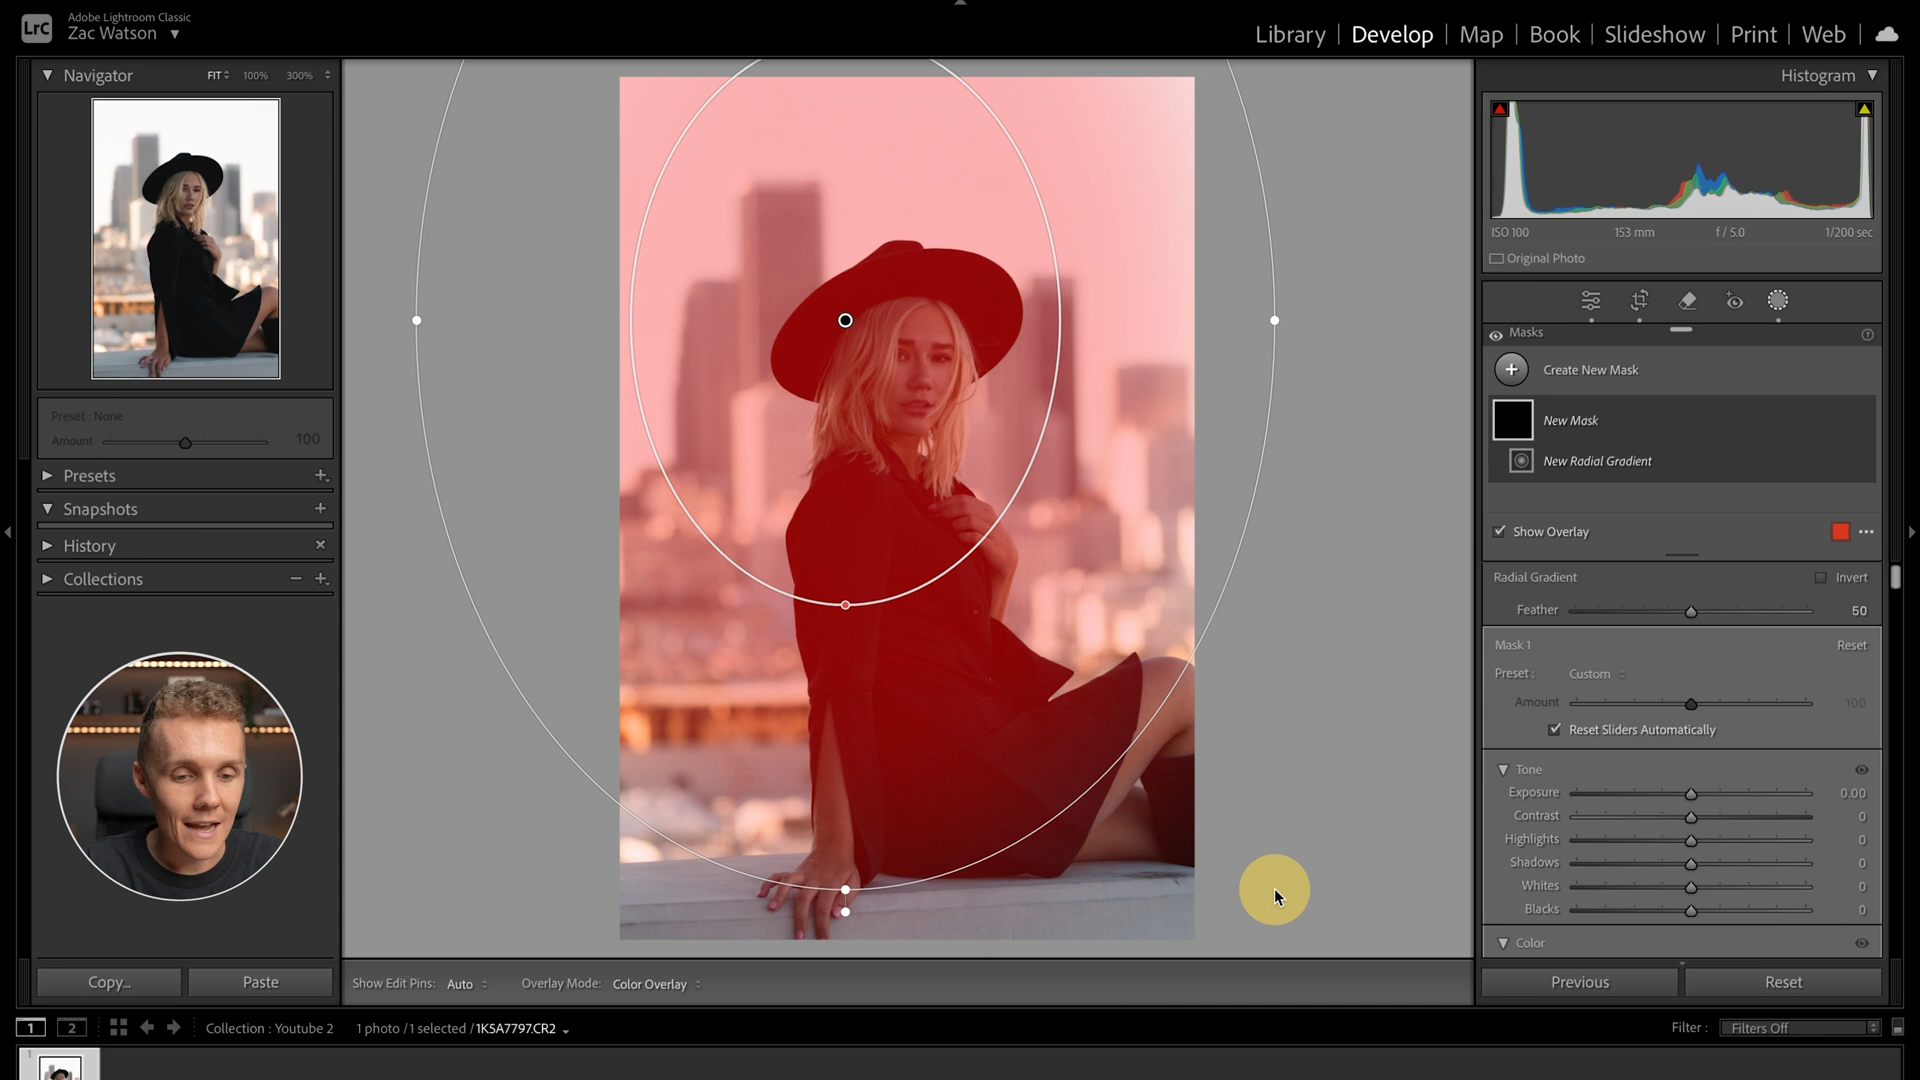 LrC
Adobe Lightroom Classic
Zac Watson
Library
Develop
Map
Book
Slideshow
Print
Web
Navigator
FIT
100%
300%
Preset : None
Amount
100
Presets
Snapshots
History
Collections
Copy...
Paste
Show Edit Pins: Auto
Overlay Mode: Color Overlay
Histogram
ISO 100
153 mm
f / 5.0
1/200 sec
Original Photo
Masks
Create New Mask
New Mask
New Radial Gradient
Show Overlay
Radial Gradient
Invert
Feather
50
Mask 1
Reset
Preset :
Custom
Amount
100
Reset Sliders Automatically
Tone
Exposure
0.00
Contrast
0
Highlights
0
Shadows
0
Whites
0
Blacks
0
Color
Previous
Reset
1
2
Collection : Youtube 2
1 photo / 1 selected / 1K5A7797.CR2
Filter :
Filters Off
1